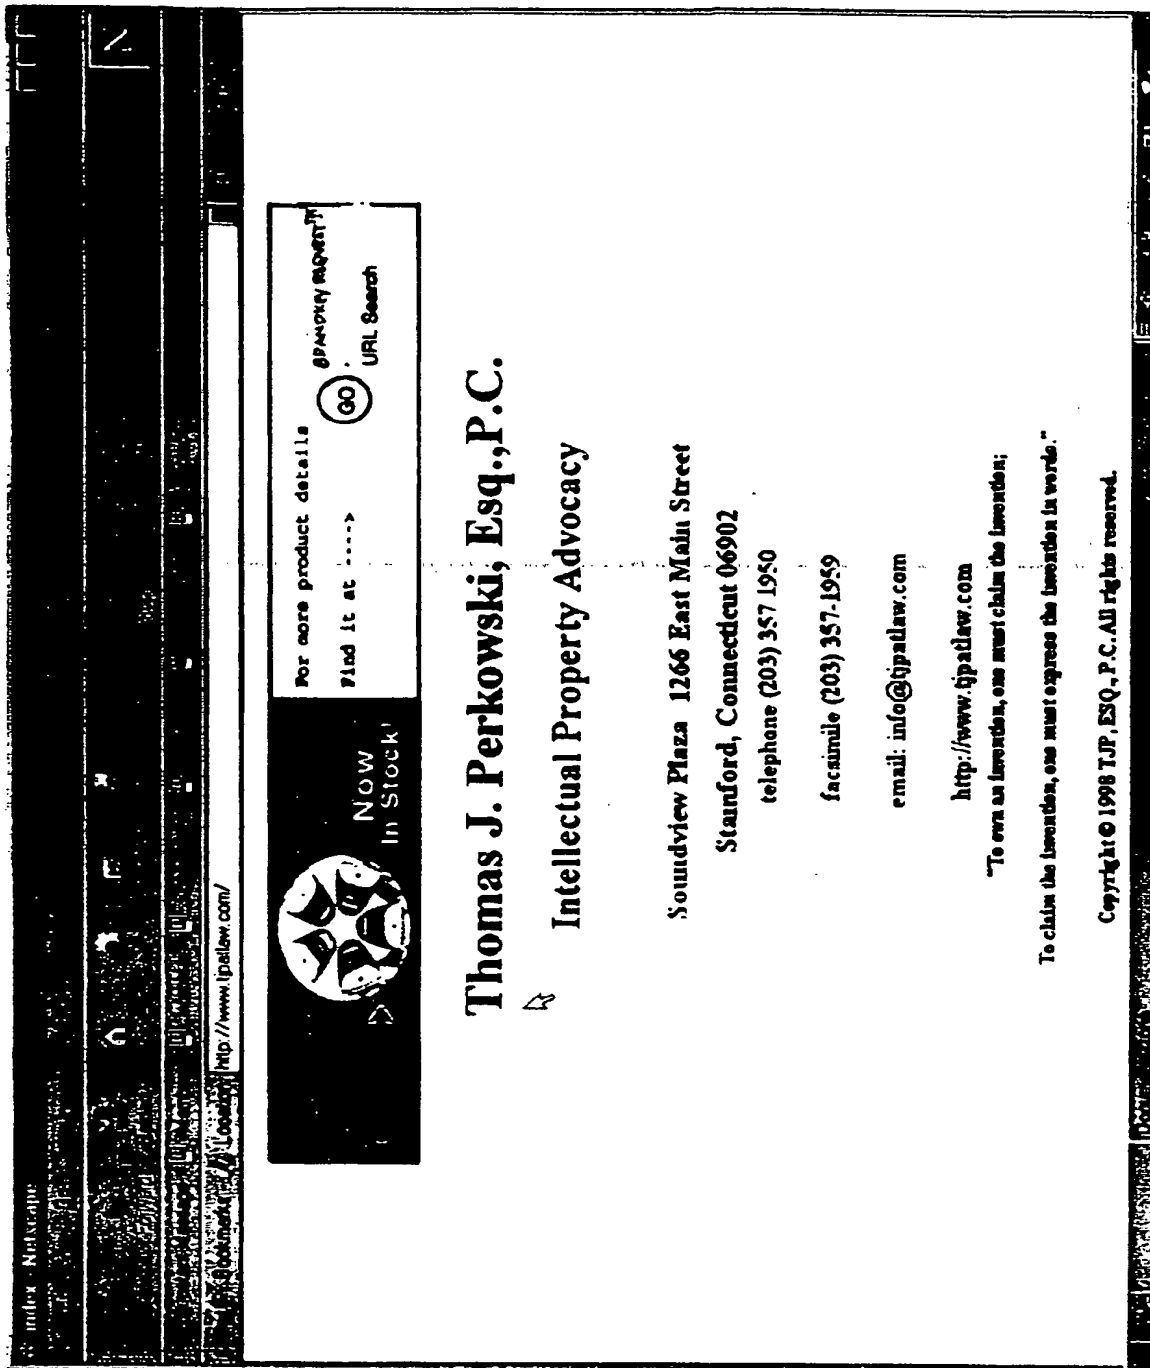 index - Netscape
Bookmarks Location http://www.tjpatlaw.com/
Now
In Stock!
For more product details
Find it at ---->
GO
URL Search
Thomas J. Perkowski, Esq.,P.C.
Intellectual Property Advocacy
Soundview Plaza 1266 East Main Street
Stamford, Connecticut 06902
telephone (203) 357 1950
facsimile (203) 357-1959
email: info@tjpatlaw.com
http://www.tjpatlaw.com
"To own an invention, one must claim the invention;
To claim the invention, one must express the invention in words."
Copyright © 1998 TJP, ESQ., P.C. All rights reserved.